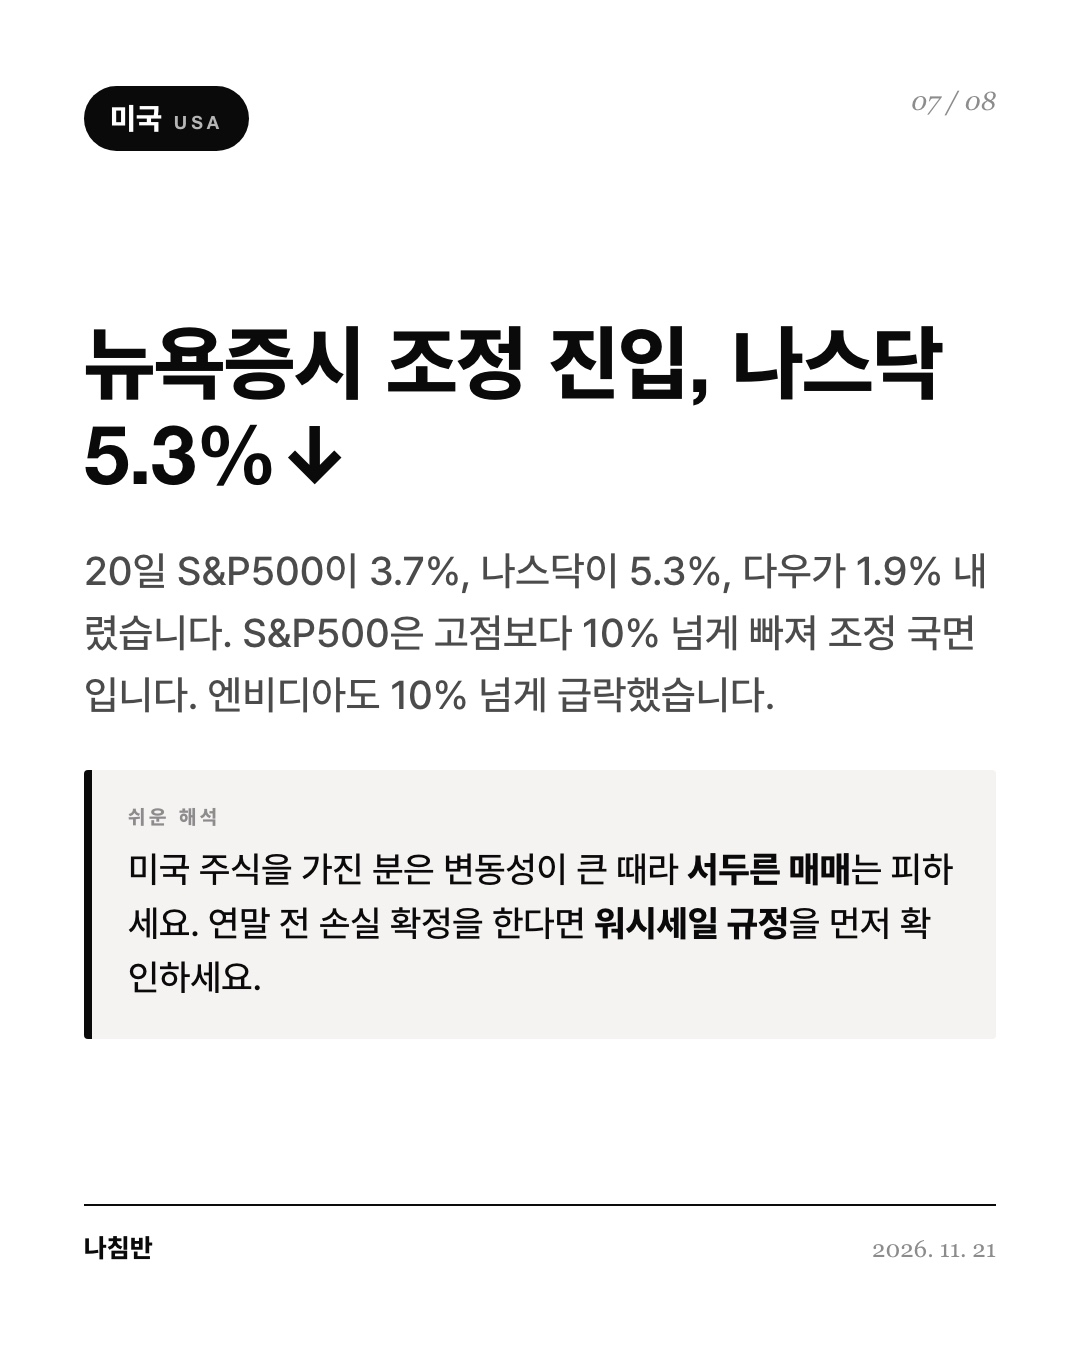 미국 USA
07 / 08
뉴욕증시 조정 진입, 나스닥
5.3%↓
20일 S&P500이 3.7%, 나스닥이 5.3%, 다우가 1.9% 내
렸습니다. S&P500은 고점보다 10% 넘게 빠져 조정 국면
입니다. 엔비디아도 10% 넘게 급락했습니다.
쉬운 해석
미국 주식을 가진 분은 변동성이 큰 때라 서두른 매매는 피하
세요. 연말 전 손실 확정을 한다면 워시세일 규정을 먼저 확
인하세요.
나침반
2026. 11. 21